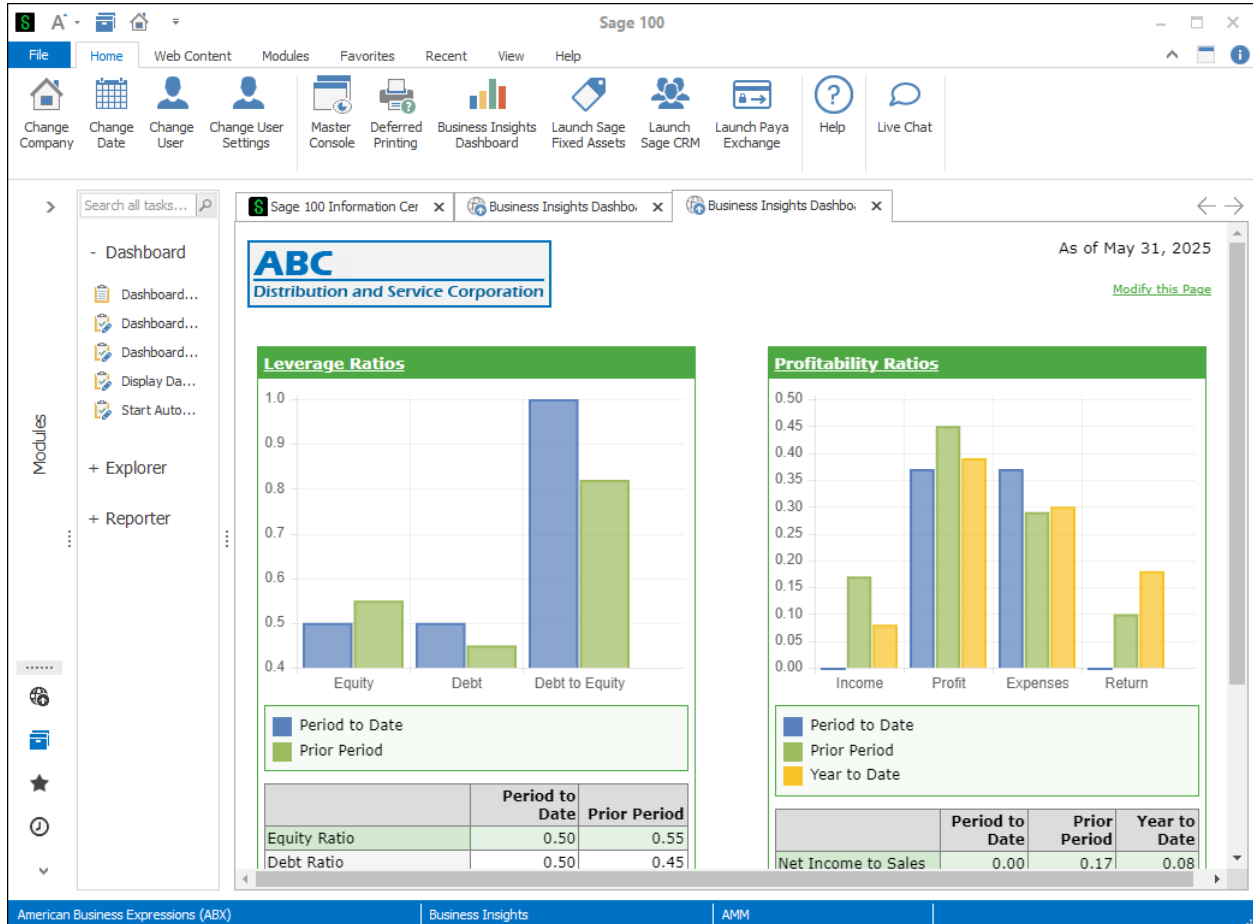 Sage 100
File Home Web Content Modules Favorites Recent View Help
Change Company
Change Date
Change User
Change User Settings
Master Console
Deferred Printing
Business Insights Dashboard
Launch Sage Fixed Assets
Launch Sage CRM
Launch Paya Exchange
Help
Live Chat
Modules
Search all tasks...
- Dashboard
Dashboard...
Dashboard...
Dashboard...
Display Da...
Start Auto...
+ Explorer
+ Reporter
Sage 100 Information Cer
Business Insights Dashbo
Business Insights Dashbo
ABC
Distribution and Service Corporation
As of May 31, 2025
Modify this Page
Leverage Ratios
1.0
0.9
0.8
0.7
0.6
0.5
0.4
Equity Debt Debt to Equity
Period to Date
Prior Period
Period to Date Prior Period
Equity Ratio 0.50 0.55
Debt Ratio 0.50 0.45
Profitability Ratios
0.50
0.45
0.40
0.35
0.30
0.25
0.20
0.15
0.10
0.05
0.00
Income Profit Expenses Return
Period to Date
Prior Period
Year to Date
Period to Date Prior Period Year to Date
Net Income to Sales 0.00 0.17 0.08
American Business Expressions (ABX) Business Insights AMM